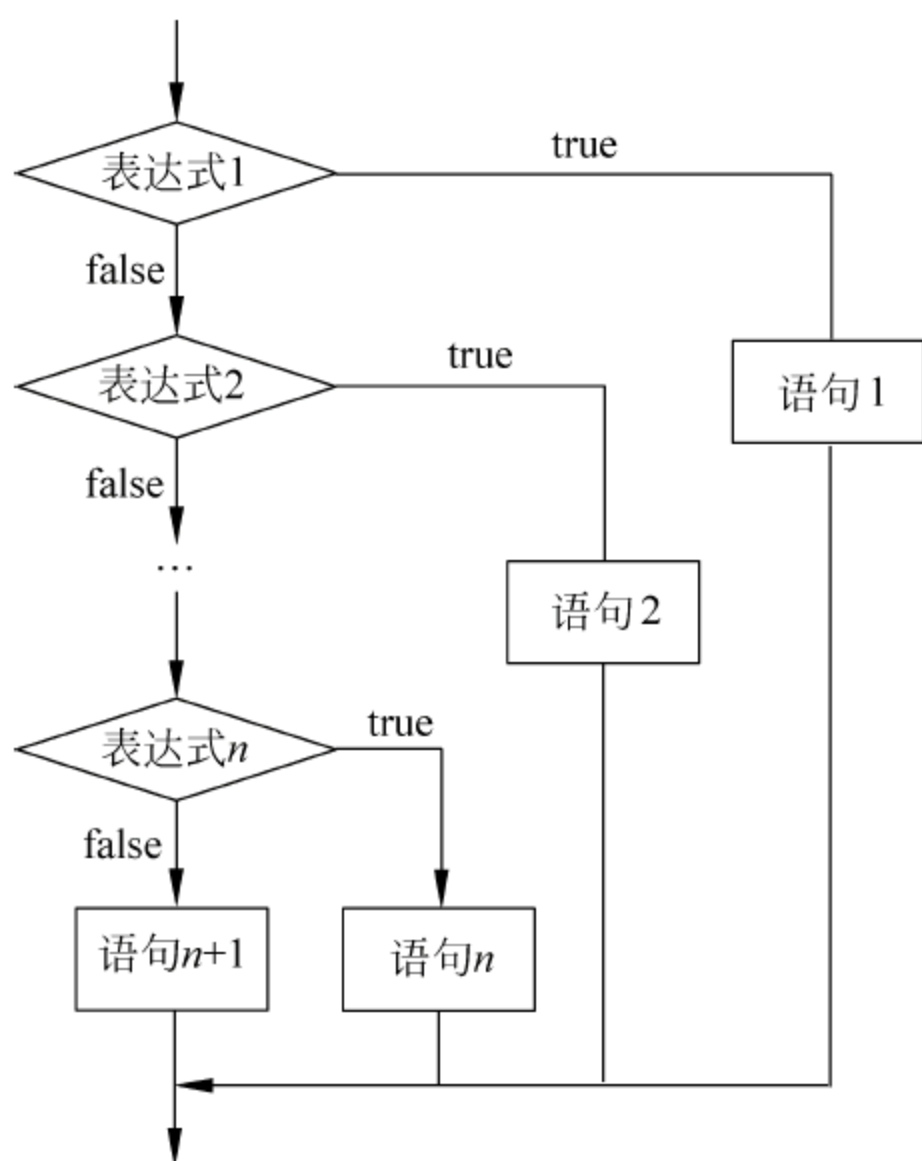 true
表达式1
false
true
表达式2
语句1
false
…
语句2
true
表达式n
false
语句n+1
语句n